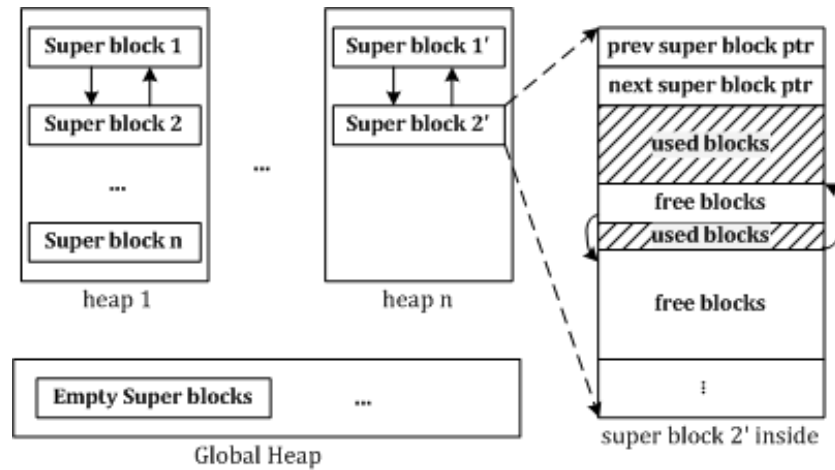 Super block 1
Super block 2
...
Super block n
heap 1
...
Super block 1'
Super block 2'
heap n
prev super block ptr
next super block ptr
used blocks
free blocks
used blocks
free blocks
⋮
super block 2' inside
Empty Super blocks
...
Global Heap